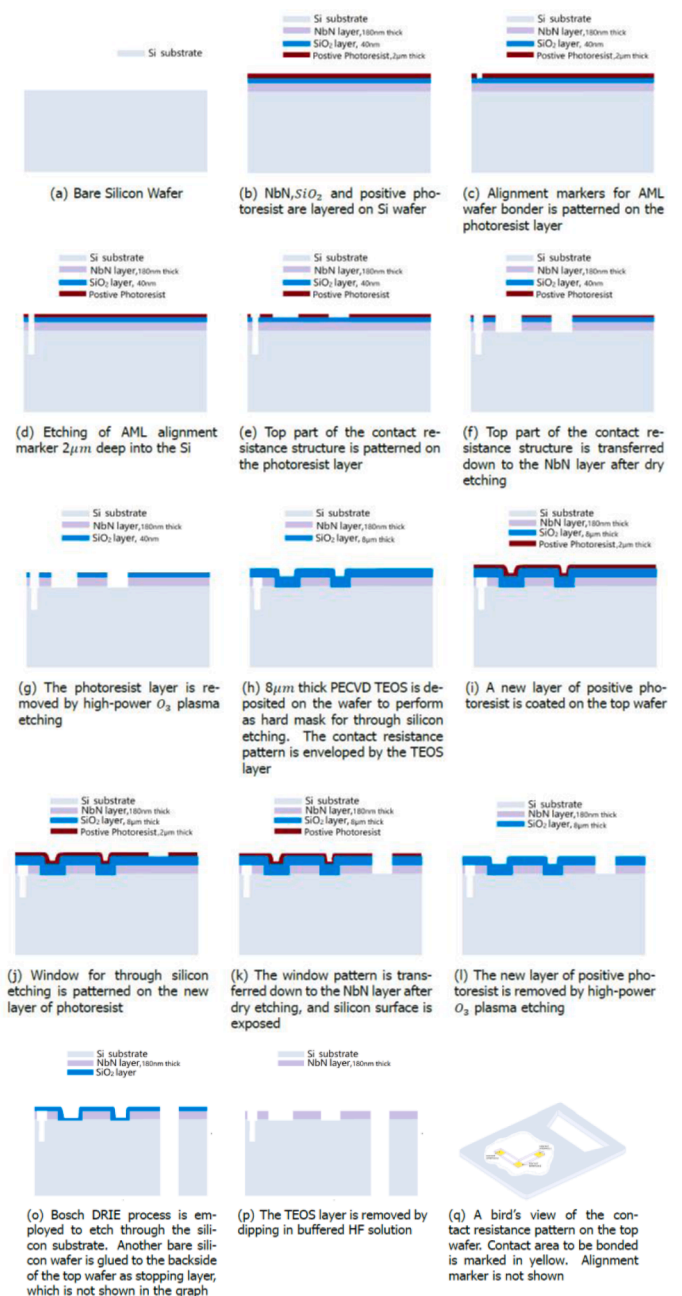 Si substrate
(a) Bare Silicon Wafer
Si substrate
NbN layer,180nm thick
SiO₂ layer, 40nm
Postive Photoresist,2μm thick
(b) NbN,SiO₂ and positive pho-
toresist are layered on Si wafer
Si substrate
NbN layer,180nm thick
SiO₂ layer, 40nm
Postive Photoresist,2μm thick
(c) Alignment markers for AML
wafer bonder is patterned on the
photoresist layer
Si substrate
NbN layer,180nm thick
SiO₂ layer, 40nm
Postive Photoresist
(d) Etching of AML alignment
marker 2μm deep into the Si
Si substrate
NbN layer,180nm thick
SiO₂ layer, 40nm
Postive Photoresist
(e) Top part of the contact re-
sistance structure is patterned on
the photoresist layer
Si substrate
NbN layer,180nm thick
SiO₂ layer, 40nm
Postive Photoresist
(f) Top part of the contact re-
sistance structure is transferred
down to the NbN layer after dry
etching
Si substrate
NbN layer,180nm thick
SiO₂ layer, 40nm
(g) The photoresist layer is re-
moved by high-power O₃ plasma
etching
Si substrate
NbN layer,180nm thick
SiO₂ layer, 8μm thick
(h) 8μm thick PECVD TEOS is de-
posited on the wafer to perform
as hard mask for through silicon
etching. The contact resistance
pattern is enveloped by the TEOS
layer
Si substrate
NbN layer,180nm thick
SiO₂ layer, 8μm thick
Postive Photoresist,2μm thick
(i) A new layer of positive pho-
toresist is coated on the top wafer
Si substrate
NbN layer,180nm thick
SiO₂ layer, 8μm thick
Postive Photoresist,2μm thick
(j) Window for through silicon
etching is patterned on the new
layer of photoresist
Si substrate
NbN layer,180nm thick
SiO₂ layer, 8μm thick
Postive Photoresist
(k) The window pattern is trans-
ferred down to the NbN layer after
dry etching, and silicon surface is
exposed
Si substrate
NbN layer,180nm thick
SiO₂ layer, 8μm thick
(l) The new layer of positive pho-
toresist is removed by high-power
O₃ plasma etching
Si substrate
NbN layer,180nm thick
SiO₂ layer
(o) Bosch DRIE process is em-
ployed to etch through the sili-
con substrate. Another bare sili-
con wafer is glued to the backside
of the top wafer as stopping layer,
which is not shown in the graph
Si substrate
NbN layer,180nm thick
(p) The TEOS layer is removed by
dipping in buffered HF solution
(q) A bird's view of the con-
tact resistance pattern on the top
wafer. Contact area to be bonded
is marked in yellow. Alignment
marker is not shown